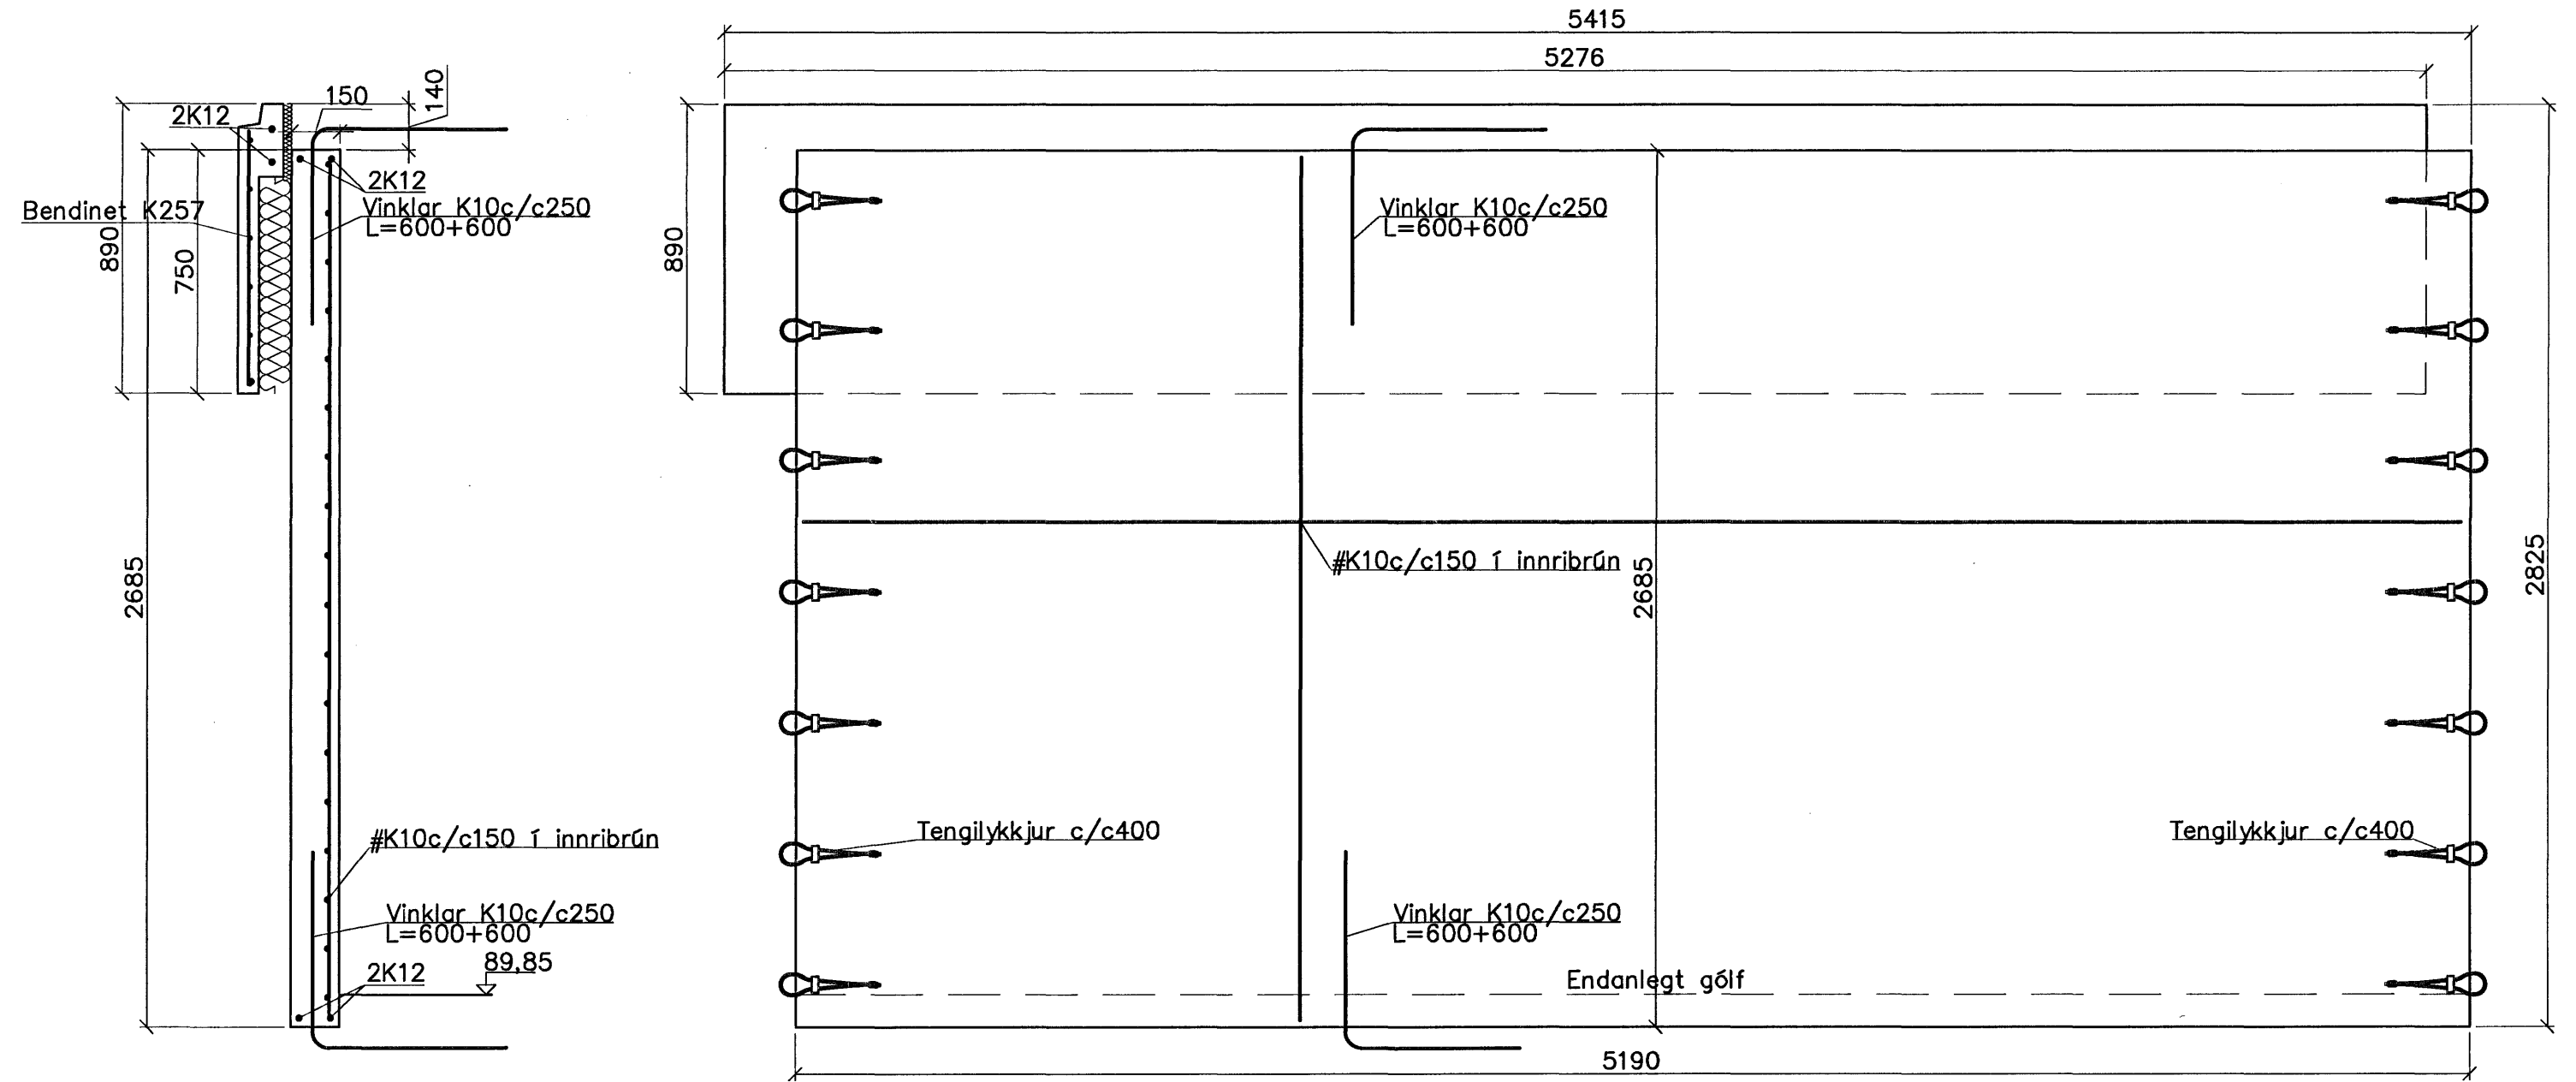 5415
5276
140
150
2K12
2K12
Bendinet K257
Vinklar K10c/c250
L=600+600
890
750
2685
#K10c/c150 í innribrún
Vinklar K10c/c250
L=600+600
89,85
2K12
890
Vinklar K10c/c250
L=600+600
#K10c/c150 í innribrún
2685
2825
Tengilykkjur c/c400
Tengilykkjur c/c400
Vinklar K10c/c250
L=600+600
Endanlegt gólf
5190